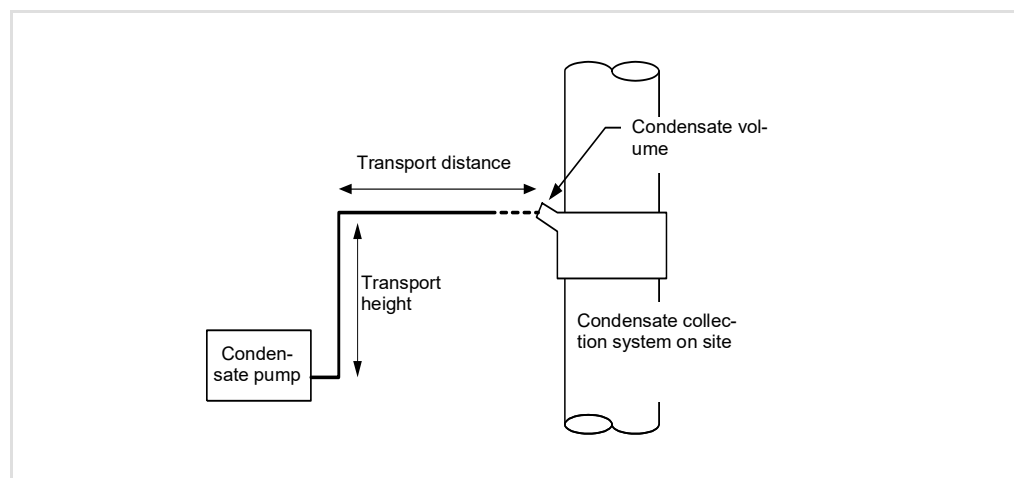 Condensate vol-
ume
Transport distance
Transport
height
Condensate collec-
tion system on site
Conden-
sate pump